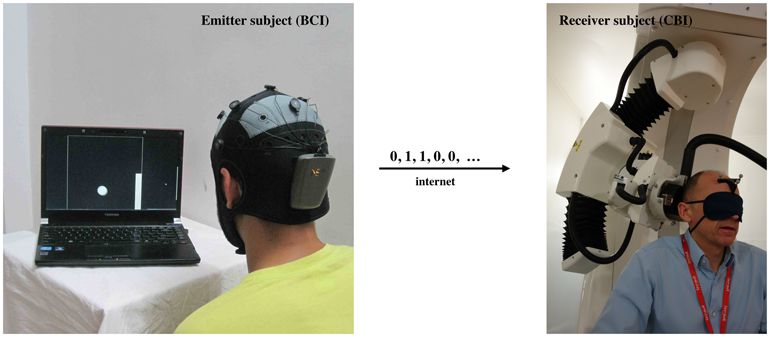 Emitter subject (BCI)
Receiver subject (CBI)
0, 1, 1, 0, 0, …
internet
TOSHIBA